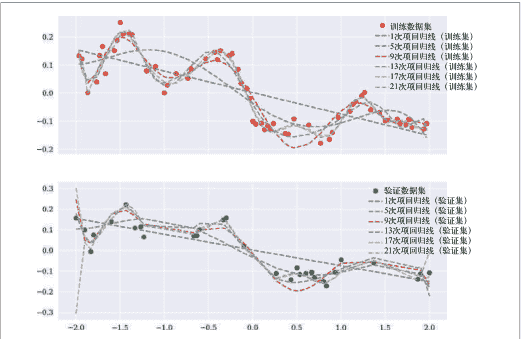 0.2
0.1
0.0
−0.1
−0.2
训练数据集
1次项回归线（训练集）
5次项回归线（训练集）
9次项回归线（训练集）
13次项回归线（训练集）
17次项回归线（训练集）
21次项回归线（训练集）
0.3
0.2
0.1
0.0
−0.1
−0.2
−0.3
验证数据集
1次项回归线（验证集）
5次项回归线（验证集）
9次项回归线（验证集）
13次项回归线（验证集）
17次项回归线（验证集）
21次项回归线（验证集）
−2.0 −1.5 −1.0 −0.5 0.0 0.5 1.0 1.5 2.0